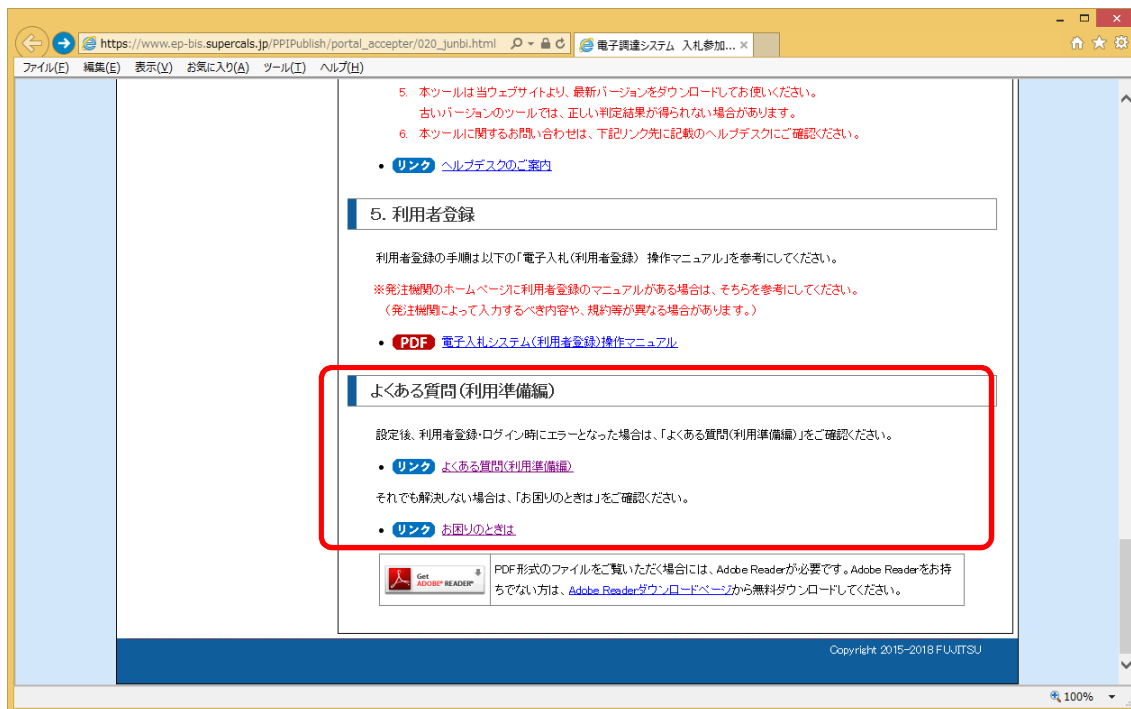 https://www.ep-bis.supercals.jp/PPIPublish/portal_accepter/020_junbi.html
電子調達システム 入札参加...
ファイル(F) 編集(E) 表示(V) お気に入り(A) ツール(T) ヘルプ(H)
5. 本ツールは当ウェブサイトより、最新バージョンをダウンロードしてお使いください。
古いバージョンのツールでは、正しい判定結果が得られない場合があります。
6. 本ツールに関するお問い合わせは、下記リンク先に記載のヘルプデスクにご確認ください。
• リンク ヘルプデスクのご案内
5. 利用者登録
利用者登録の手順は以下の「電子入札(利用者登録) 操作マニュアル」を参考にしてください。
※発注機関のホームページに利用者登録のマニュアルがある場合は、そちらを参考にしてください。
(発注機関によって入力するべき内容や、規約等が異なる場合があります。)
• PDF 電子入札システム(利用者登録)操作マニュアル
よくある質問(利用準備編)
設定後、利用者登録・ログイン時にエラーとなった場合は、「よくある質問(利用準備編)」をご確認ください。
• リンク よくある質問(利用準備編)
それでも解決しない場合は、「お困りのときは」をご確認ください。
• リンク お困りのときは
Get
ADOBE® READER®
PDF形式のファイルをご覧いただく場合には、Adobe Readerが必要です。Adobe Readerをお持
ちでない方は、Adobe Readerダウンロードページから無料ダウンロードしてください。
Copyright 2015-2018 FUJITSU
100%